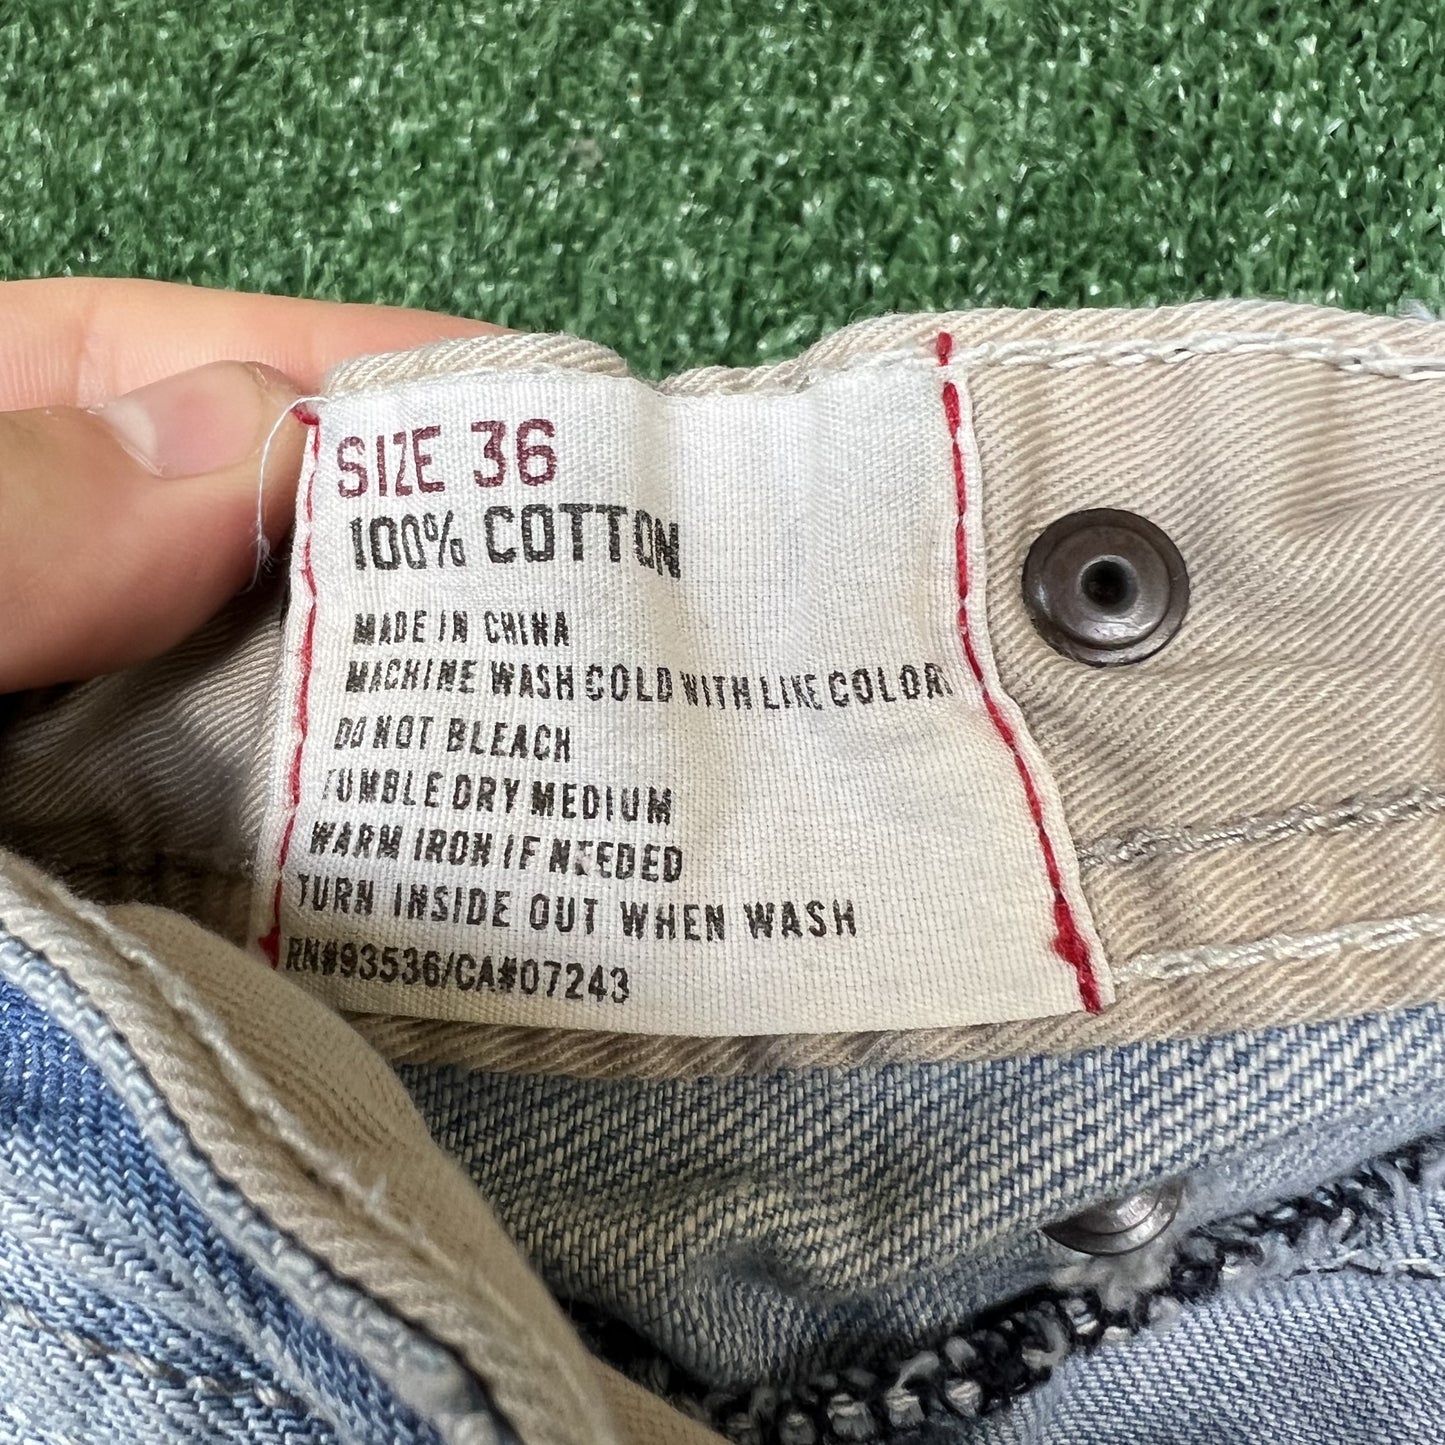 SIZE 36
100% COTTON
MADE IN CHINA
MACHINE WASH COLD WITH LIKE COLORS
DO NOT BLEACH
TUMBLE DRY MEDIUM
WARM IRON IF NEEDED
TURN INSIDE OUT WHEN WASH
RN#93536/CA#07243